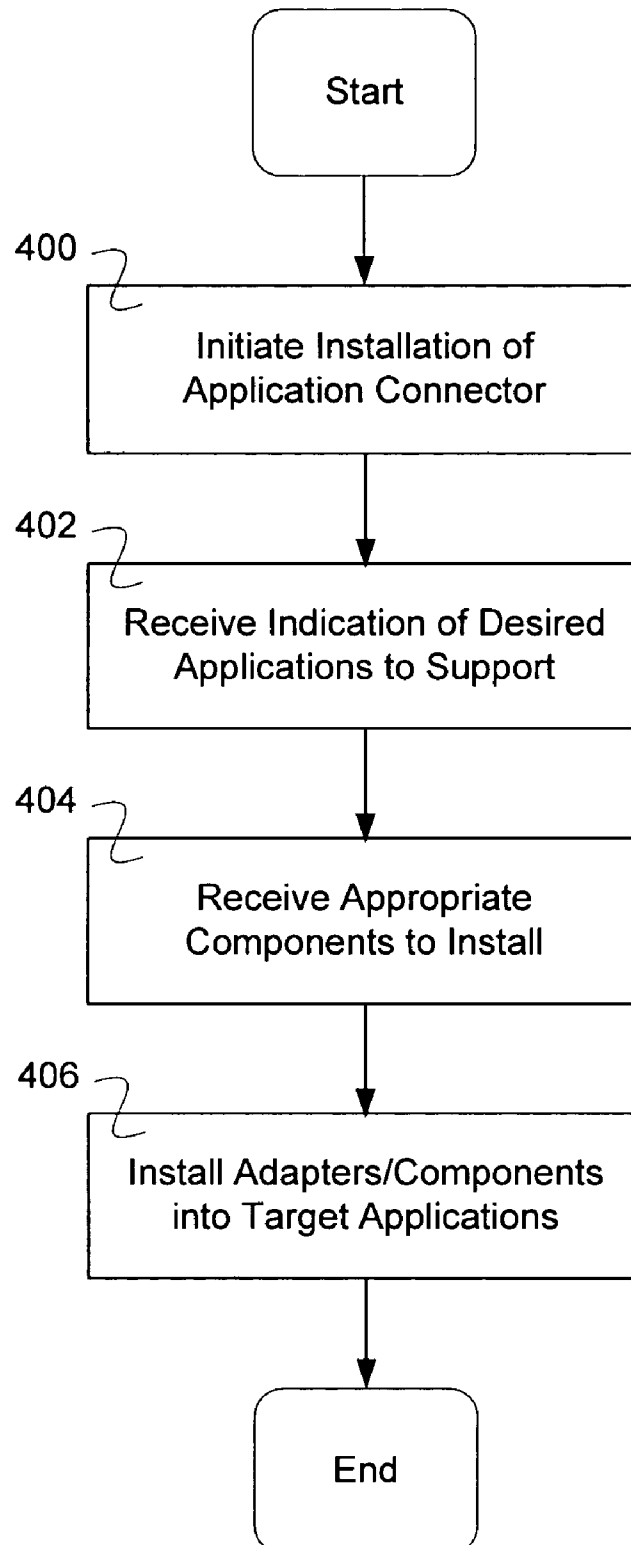 Start
400
Initiate Installation of
Application Connector
402
Receive Indication of Desired
Applications to Support
404
Receive Appropriate
Components to Install
406
Install Adapters/Components
into Target Applications
End